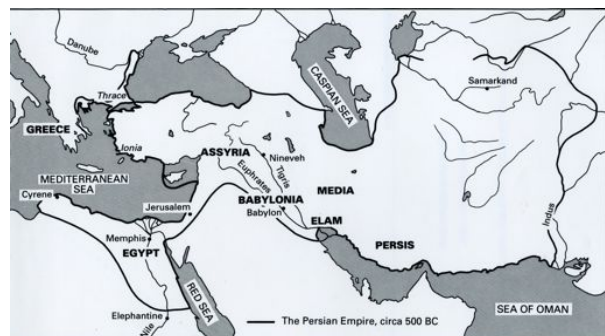 Danube
CASPIAN SEA
Samarkand
Thrace
GREECE
Ionia
ASSYRIA
Nineveh
MEDITERRANEAN
SEA
Tigris
Euphrates
MEDIA
Cyrene
Jerusalem
BABYLONIA
Babylon
ELAM
Indus
Memphis
EGYPT
PERSIS
RED SEA
SEA OF OMAN
Elephantine
Nile
The Persian Empire, circa 500 BC